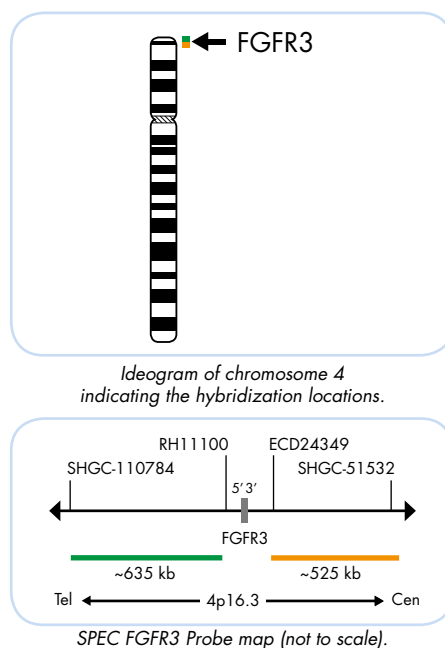 FGFR3
Ideogram of chromosome 4
indicating the hybridization locations.
RH11100 ECD24349
SHGC-110784 SHGC-51532
5' 3'
FGFR3
~635 kb ~525 kb
Tel 4p16.3 Cen
SPEC FGFR3 Probe map (not to scale).